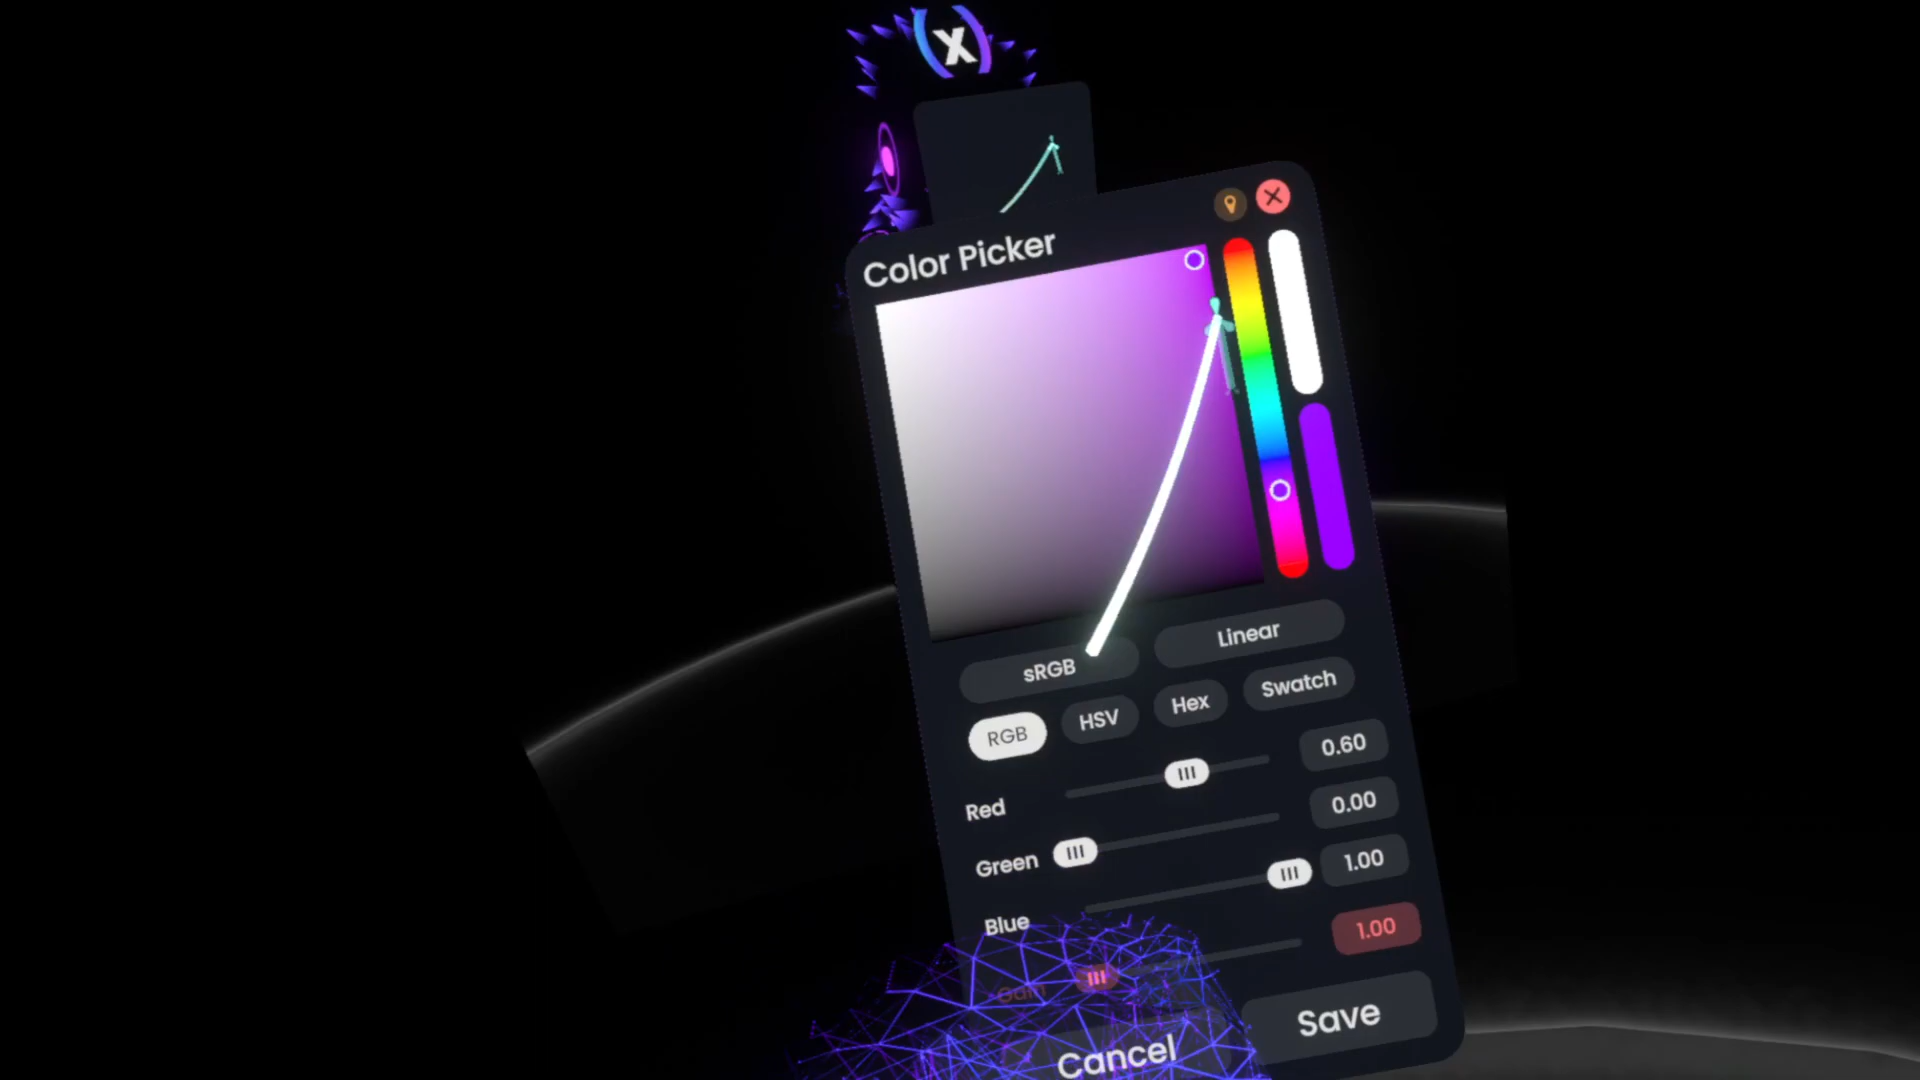 (X)
Color Picker
sRGB Linear
RGB HSV Hex Swatch
Red 0.60
Green 0.00
Blue 1.00
Gain 1.00
Cancel Save